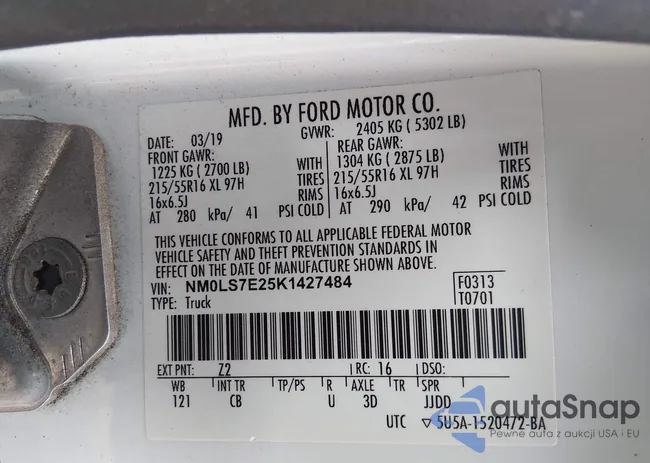 MFD. BY FORD MOTOR CO.
DATE: 03/19 GVWR: 2405 KG ( 5302 LB)
FRONT GAWR: REAR GAWR:
1225 KG ( 2700 LB) WITH 1304 KG ( 2875 LB) WITH
215/55R16 XL 97H TIRES 215/55R16 XL 97H TIRES
16x6.5J RIMS 16x6.5J RIMS
AT 280 kPa/ 41 PSI COLD AT 290 kPa/ 42 PSI COLD
THIS VEHICLE CONFORMS TO ALL APPLICABLE FEDERAL MOTOR
VEHICLE SAFETY AND THEFT PREVENTION STANDARDS IN
EFFECT ON THE DATE OF MANUFACTURE SHOWN ABOVE.
VIN: NM0LS7E25K1427484 F0313
TYPE: Truck T0701
EXT PNT: Z2 RC: 16 DSO:
WB INT TR TP/PS R AXLE TR SPR
121 CB U 3D JJDD
UTC ▽ 5U5A-1520472-BA
autoSnap
Pewne auta z aukcji USA i EU